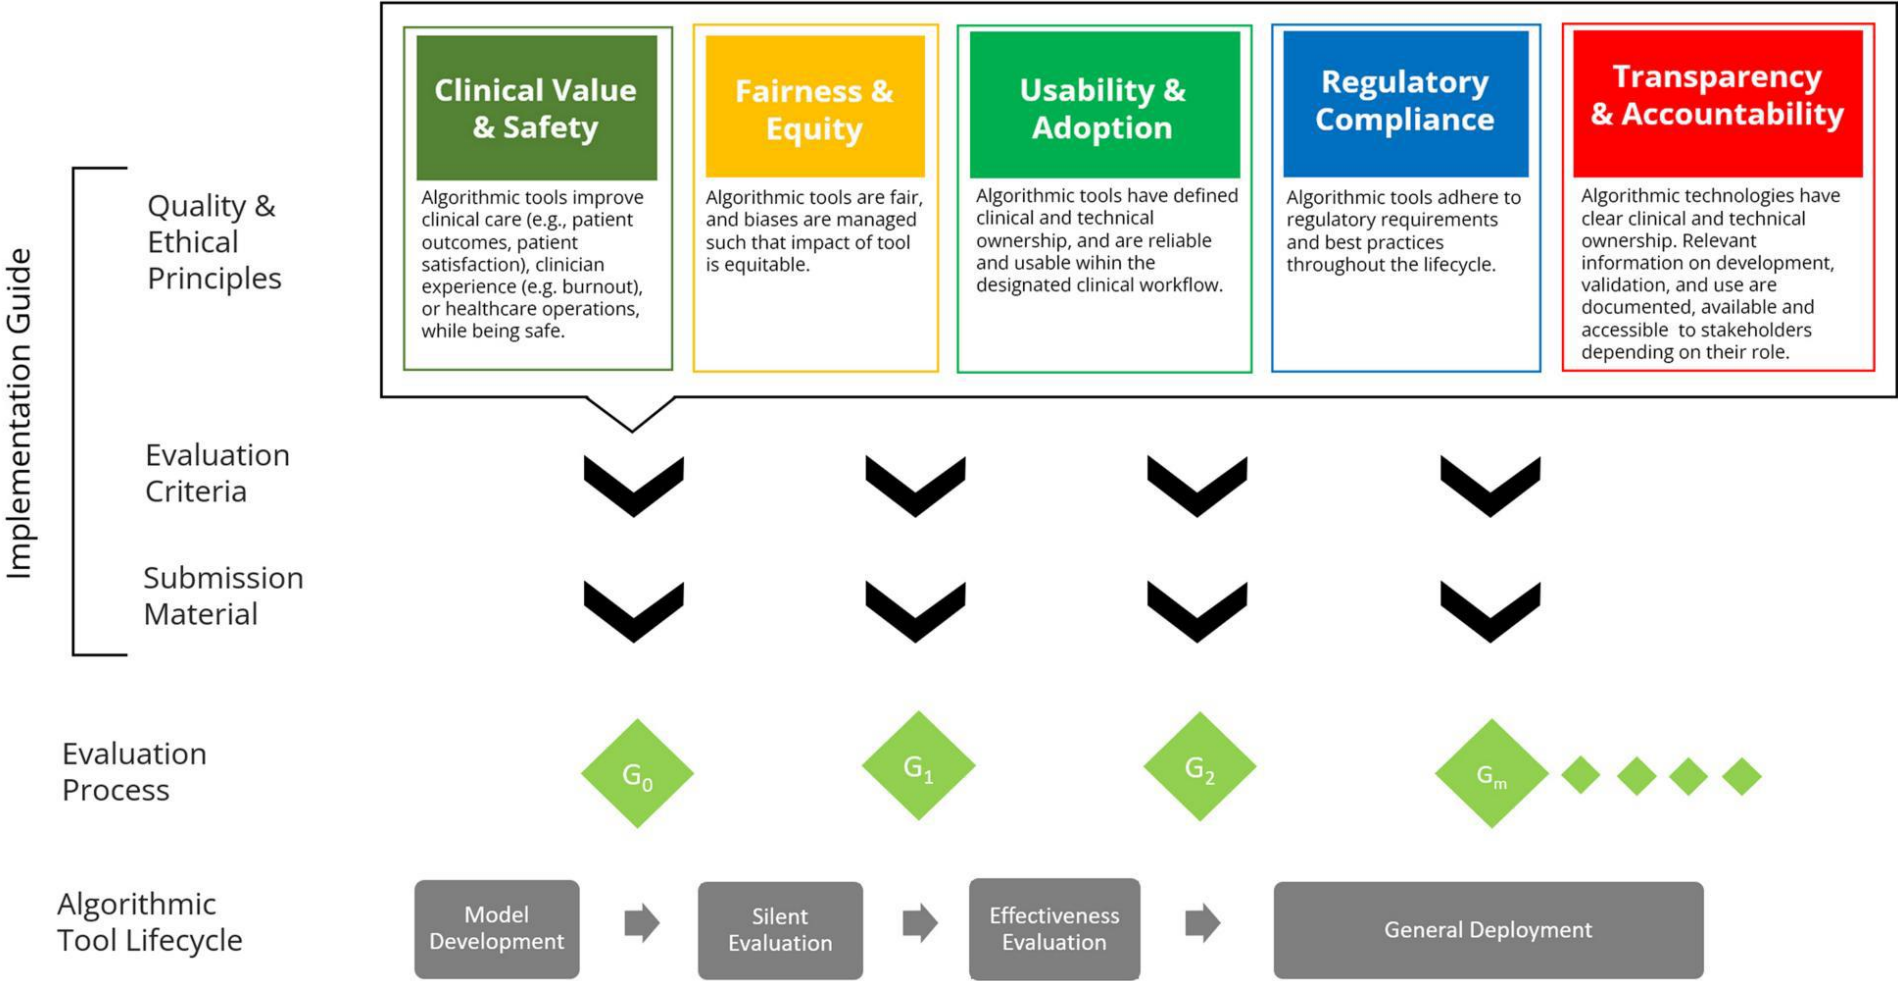 Clinical Value
& Safety
Algorithmic tools improve
clinical care (e.g., patient
outcomes, patient
satisfaction), clinician
experience (e.g. burnout),
or healthcare operations,
while being safe.
Fairness &
Equity
Algorithmic tools are fair,
and biases are managed
such that impact of tool
is equitable.
Usability &
Adoption
Algorithmic tools have defined
clinical and technical
ownership, and are reliable
and usable wihin the
designated clinical workflow.
Regulatory
Compliance
Algorithmic tools adhere to
regulatory requirements
and best practices
throughout the lifecycle.
Transparency
& Accountability
Algorithmic technologies have
clear clinical and technical
ownership. Relevant
information on development,
validation, and use are
documented, available and
accessible to stakeholders
depending on their role.
Implementation Guide
Quality &
Ethical
Principles
Evaluation
Criteria
Submission
Material
Evaluation
Process
G0
G1
G2
Gm
Algorithmic
Tool Lifecycle
Model
Development
Silent
Evaluation
Effectiveness
Evaluation
General Deployment